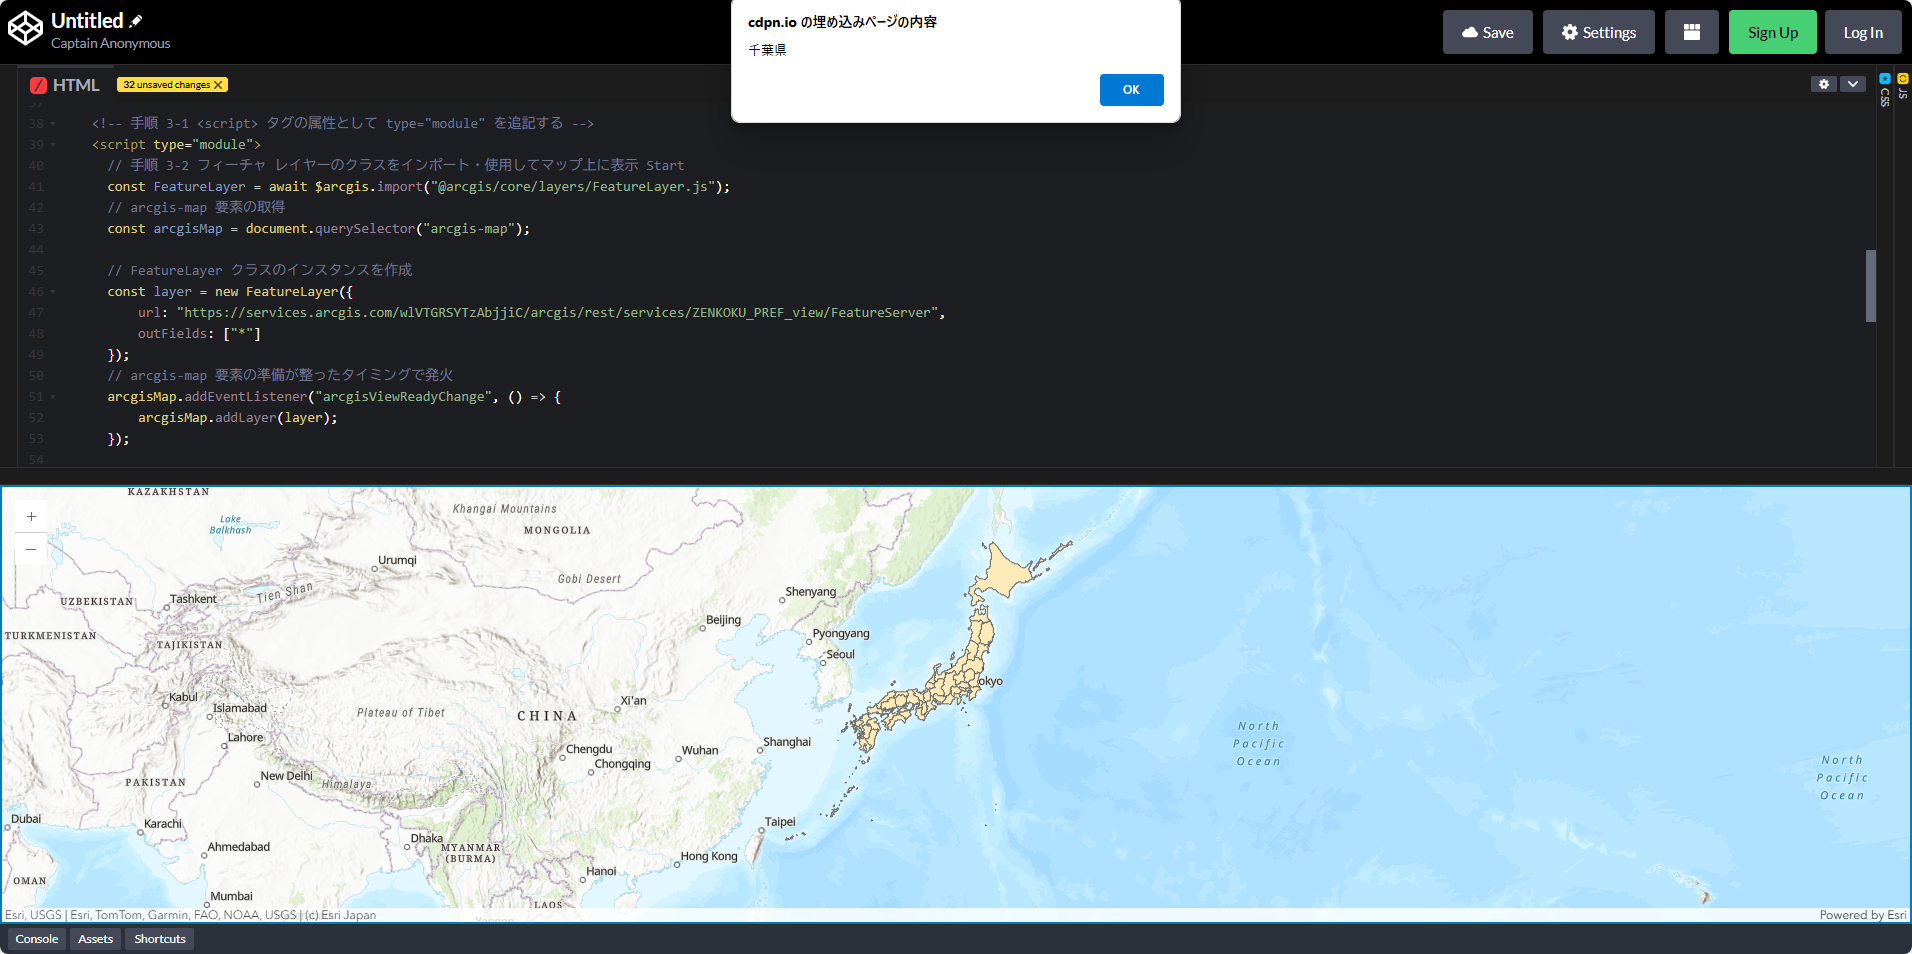 Untitled
Captain Anonymous
cdpn.io の埋め込みページの内容
千葉県
OK
Save
Settings
Sign Up
Log In
HTML
32 unsaved changes
CSS
JS
37
38 <!-- 手順 3-1 <script> タグの属性として type="module" を追記する -->
39 <script type="module">
40 // 手順 3-2 フィーチャ レイヤーのクラスをインポート・使用してマップ上に表示 Start
41 const FeatureLayer = await $arcgis.import("@arcgis/core/layers/FeatureLayer.js");
42 // arcgis-map 要素の取得
43 const arcgisMap = document.querySelector("arcgis-map");
44
45 // FeatureLayer クラスのインスタンスを作成
46 const layer = new FeatureLayer({
47 url: "https://services.arcgis.com/wlVTGRSYTzAbjjiC/arcgis/rest/services/ZENKOKU_PREF_view/FeatureServer",
48 outFields: ["*"]
49 });
50 // arcgis-map 要素の準備が整ったタイミングで発火
51 arcgisMap.addEventListener("arcgisViewReadyChange", () => {
52 arcgisMap.addLayer(layer);
53 });
54
KAZAKHSTAN
Lake
Balkhash
Khangai Mountains
MONGOLIA
Urumqi
Gobi Desert
Tien Shan
Shenyang
UZBEKISTAN
Tashkent
Beijing
TURKMENISTAN
TAJIKISTAN
Pyongyang
Seoul
okyo
Kabul
Islamabad
Xi'an
Plateau of Tibet
CHINA
Lahore
Chengdu
Chongqing
Wuhan
Shanghai
North
Pacific
Ocean
PAKISTAN
New Delhi
Himalaya
North
Pacific
Ocean
Dubai
Karachi
Taipei
Dhaka
Ahmedabad
MYANMAR
(BURMA)
Hong Kong
Hanoi
OMAN
Mumbai
LAOS
Yangon
Esri, USGS | Esri, TomTom, Garmin, FAO, NOAA, USGS | (c) Esri Japan
Powered by Esri
Console
Assets
Shortcuts